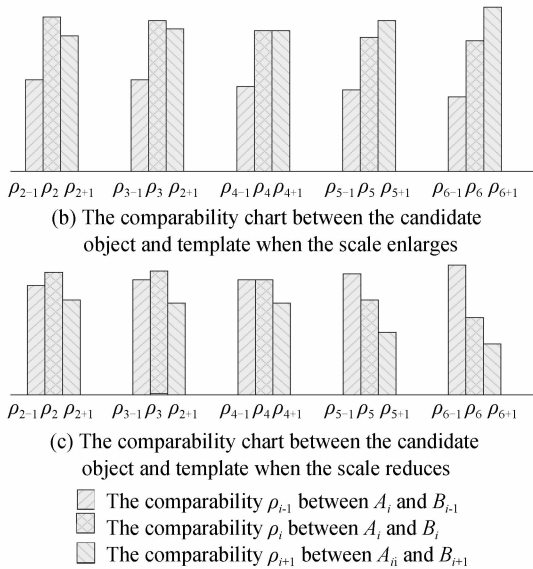 ρ2−1 ρ2 ρ2+1 ρ3−1 ρ3 ρ2+1 ρ4−1 ρ4 ρ4+1 ρ5−1 ρ5 ρ5+1 ρ6−1 ρ6 ρ6+1
(b) The comparability chart between the candidate
object and template when the scale enlarges
ρ2−1 ρ2 ρ2+1 ρ3−1 ρ3 ρ2+1 ρ4−1 ρ4 ρ4+1 ρ5−1 ρ5 ρ5+1 ρ6−1 ρ6 ρ6+1
(c) The comparability chart between the candidate
object and template when the scale reduces
The comparability ρi-1 between Ai and Bi-1
The comparability ρi between Ai and Bi
The comparability ρi+1 between Aii and Bi+1